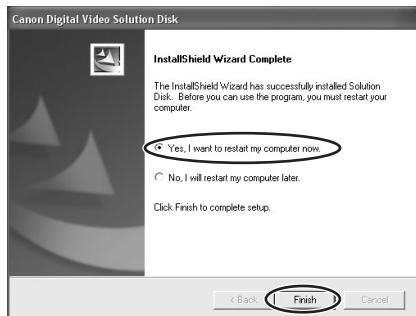 Canon Digital Video Solution Disk
InstallShield Wizard Complete
The InstallShield Wizard has successfully installed Solution
Disk. Before you can use the program, you must restart your
computer.
Yes, I want to restart my computer now.
No, I will restart my computer later.
Click Finish to complete setup.
< Back Finish Cancel